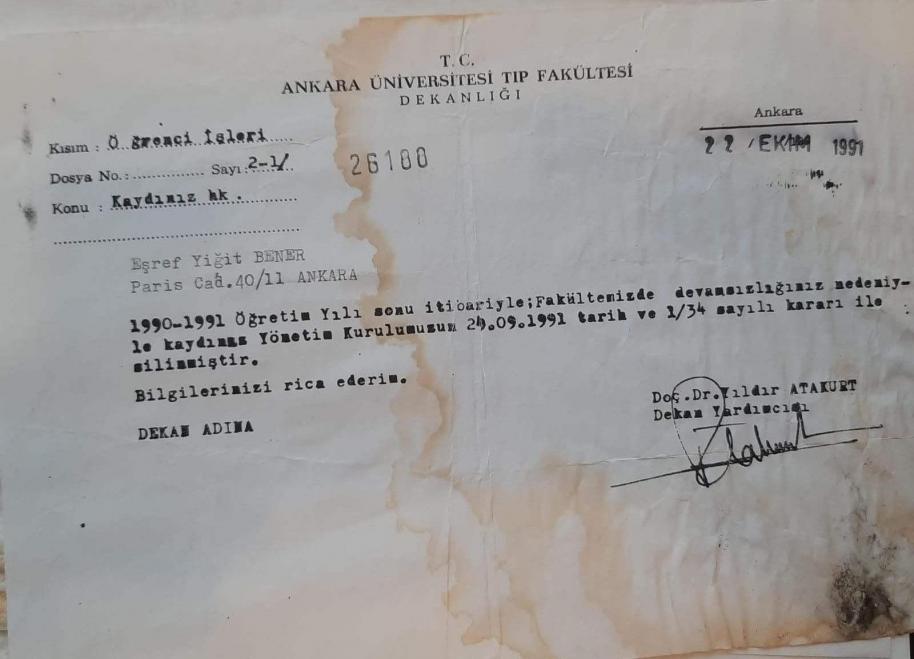 T. C.
ANKARA ÜNİVERSİTESİ TIP FAKÜLTESİ
DEKANLIĞI
Ankara
22 EKİM 1991
Kısım : Ö ğrenci İşleri
Dosya No.: Sayı: 2-1/ 26100
Konu : Kaydınız hk .
Eşref Yiğit BENER
Paris Cad.40/11 ANKARA
1990-1991 Öğretim Yılı sonu itibariyle;Fakültemizde devamsızlığınız nedeniy-
le kaydınız Yönetim Kurulumuzun 24.09.1991 tarih ve 1/34 sayılı kararı ile
silinmiştir.
Bilgilerinizi rica ederim.
Doç.Dr.Yıldır ATAKURT
Dekan Yardımcısı
DEKAN ADINA